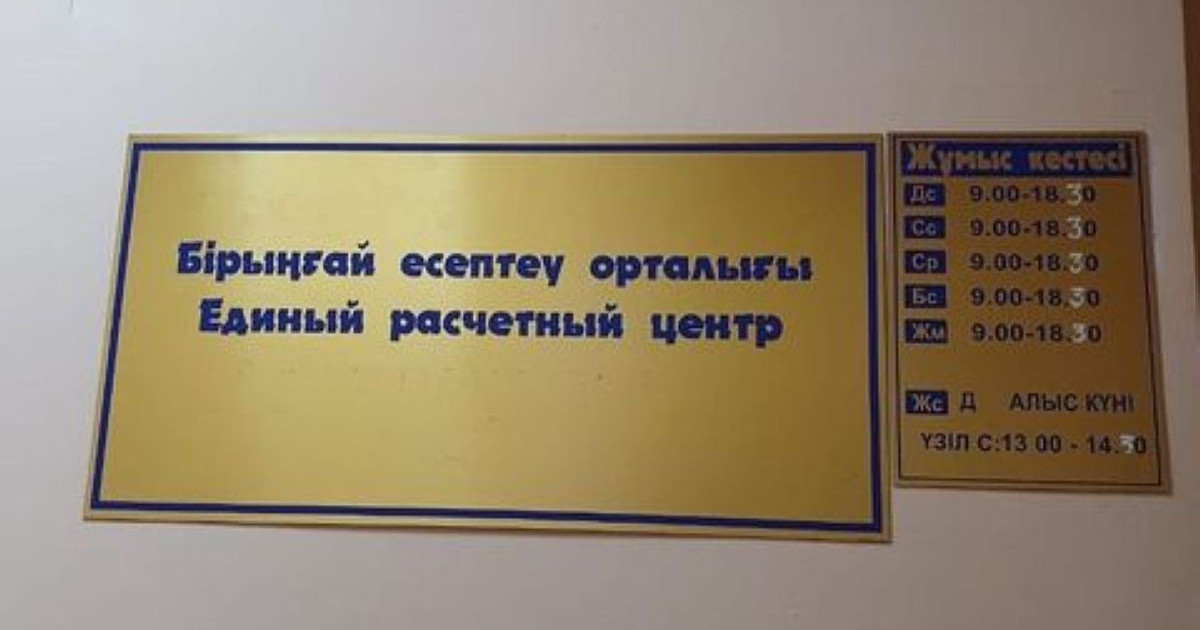 Бірыңғай есептеу орталығы
Единый расчетный центр
Жұмыс кестесі
Дс 9.00-18.30
Сс 9.00-18.30
Ср 9.00-18.30
Бс 9.00-18.30
Жм 9.00-18.30
Жс Д АЛЫС КҮНІ
ҮЗІЛ С:13 00 - 14.30